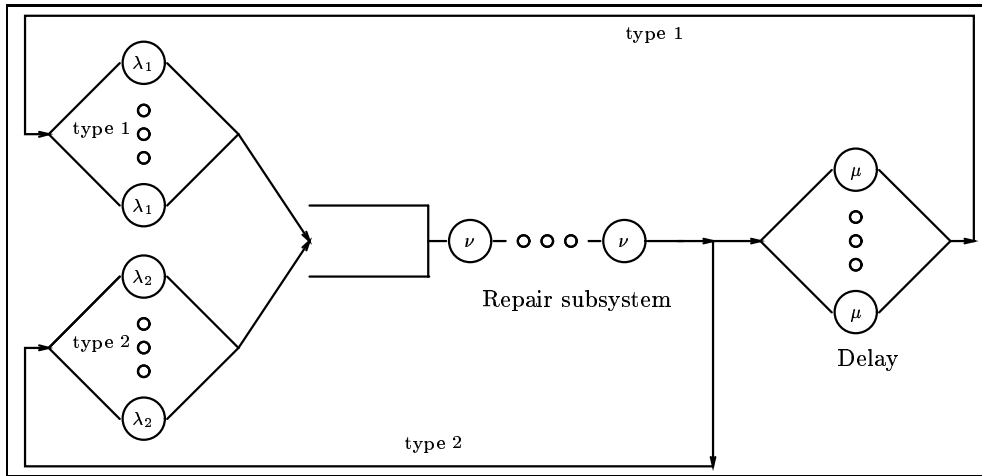 type 1
λ₁
type 1
λ₁
λ₂
type 2
λ₂
ν
ν
Repair subsystem
μ
μ
Delay
type 2